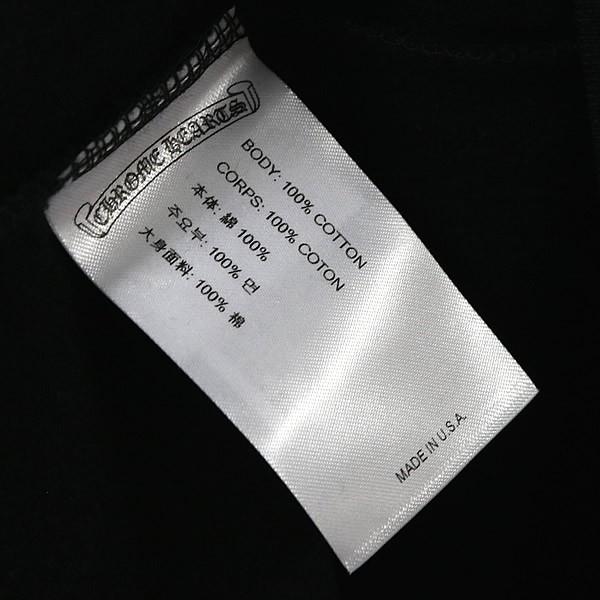 CHROME HEARTS
BODY: 100% COTTON
CORPS: 100% COTON
本体: 綿 100%
주요부: 100% 면
大身面料: 100% 棉
MADE IN U.S.A.